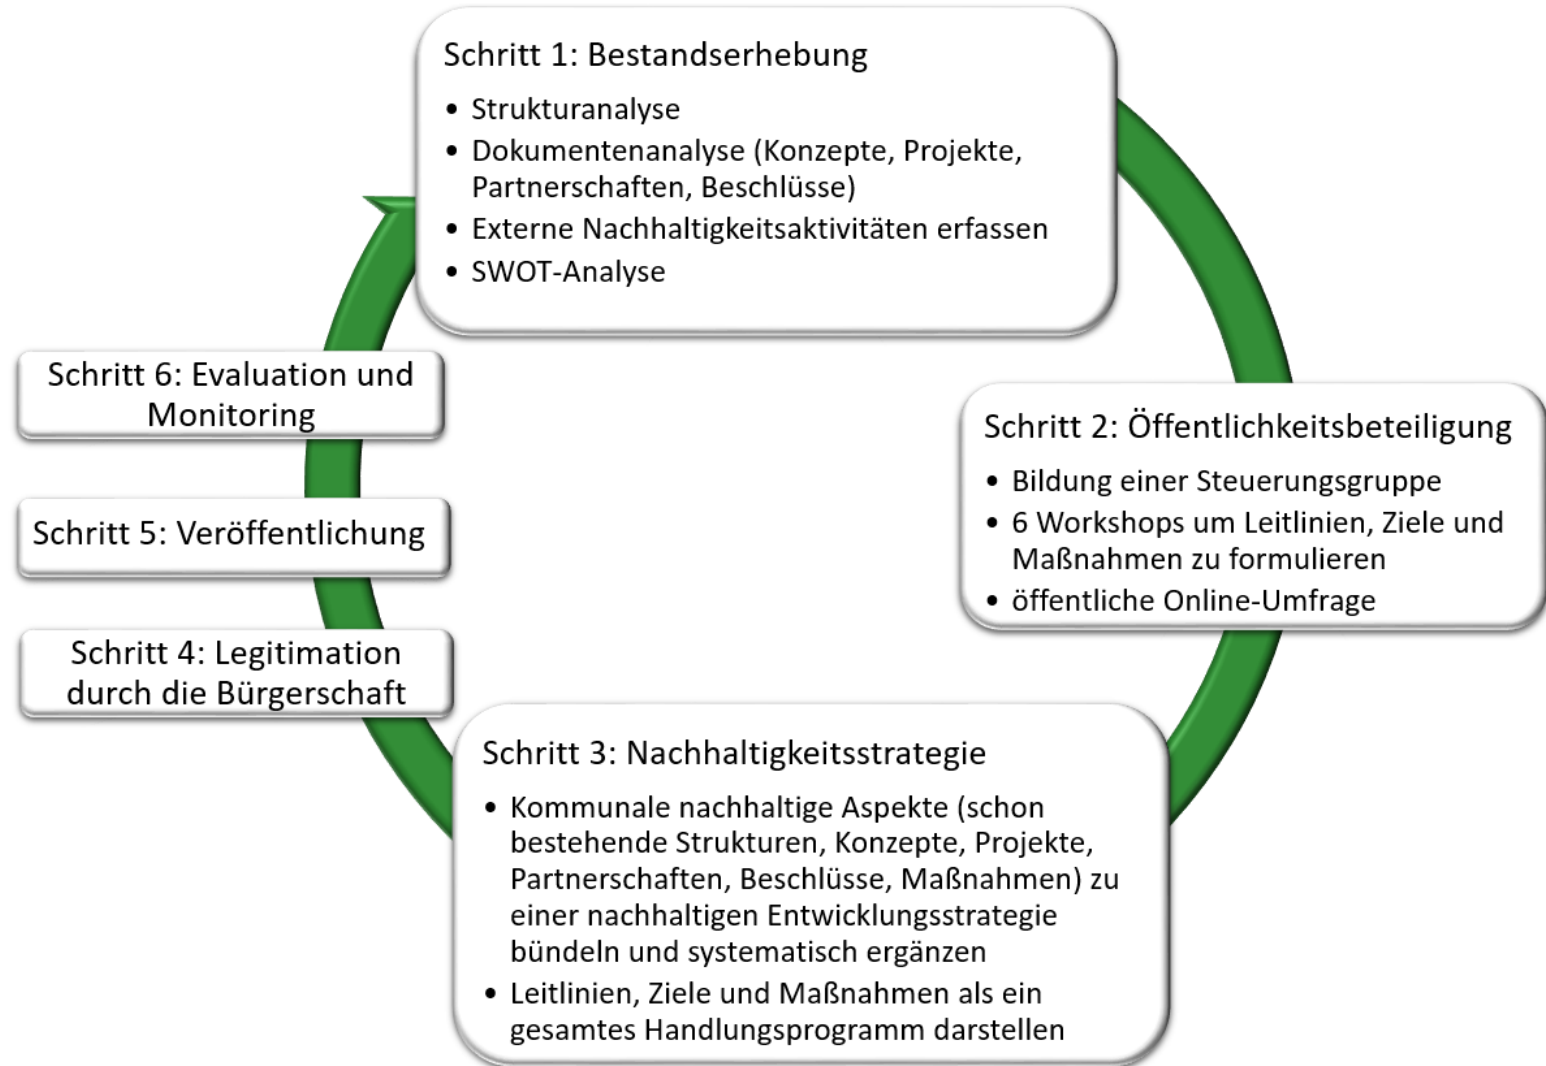 Schritt 1: Bestandserhebung
• Strukturanalyse
• Dokumentenanalyse (Konzepte, Projekte,
Partnerschaften, Beschlüsse)
• Externe Nachhaltigkeitsaktivitäten erfassen
• SWOT-Analyse
Schritt 2: Öffentlichkeitsbeteiligung
• Bildung einer Steuerungsgruppe
• 6 Workshops um Leitlinien, Ziele und
Maßnahmen zu formulieren
• öffentliche Online-Umfrage
Schritt 3: Nachhaltigkeitsstrategie
• Kommunale nachhaltige Aspekte (schon
bestehende Strukturen, Konzepte, Projekte,
Partnerschaften, Beschlüsse, Maßnahmen) zu
einer nachhaltigen Entwicklungsstrategie
bündeln und systematisch ergänzen
• Leitlinien, Ziele und Maßnahmen als ein
gesamtes Handlungsprogramm darstellen
Schritt 4: Legitimation
durch die Bürgerschaft
Schritt 5: Veröffentlichung
Schritt 6: Evaluation und
Monitoring